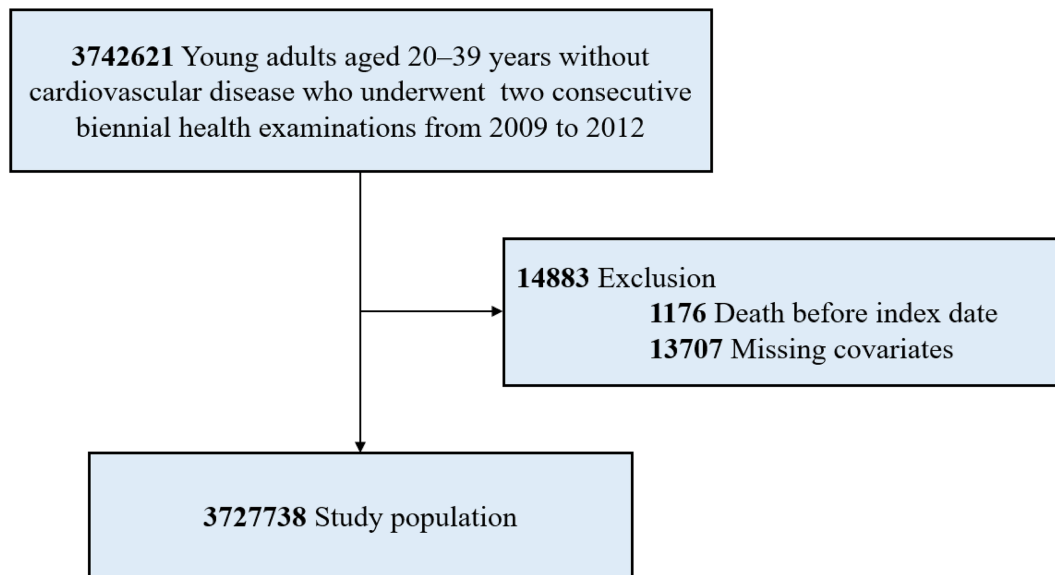 3742621 Young adults aged 20–39 years without
cardiovascular disease who underwent two consecutive
biennial health examinations from 2009 to 2012
14883 Exclusion
1176 Death before index date
13707 Missing covariates
3727738 Study population